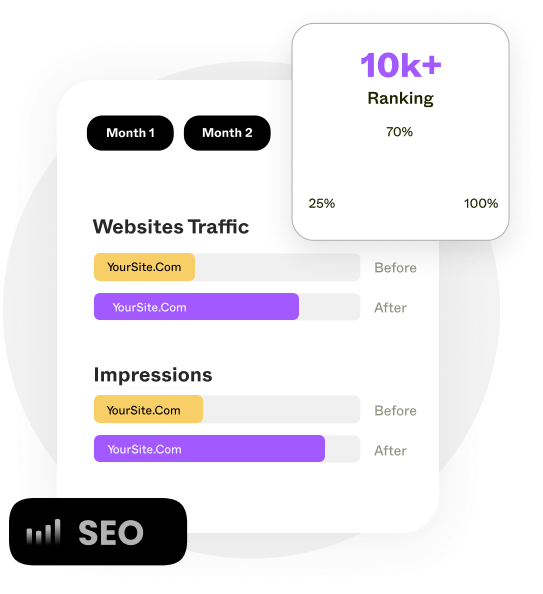 10k+
Ranking
70%
25% 100%
Month 1 Month 2
Websites Traffic
YourSite.Com Before
YourSite.Com After
Impressions
YourSite.Com Before
YourSite.Com After
SEO